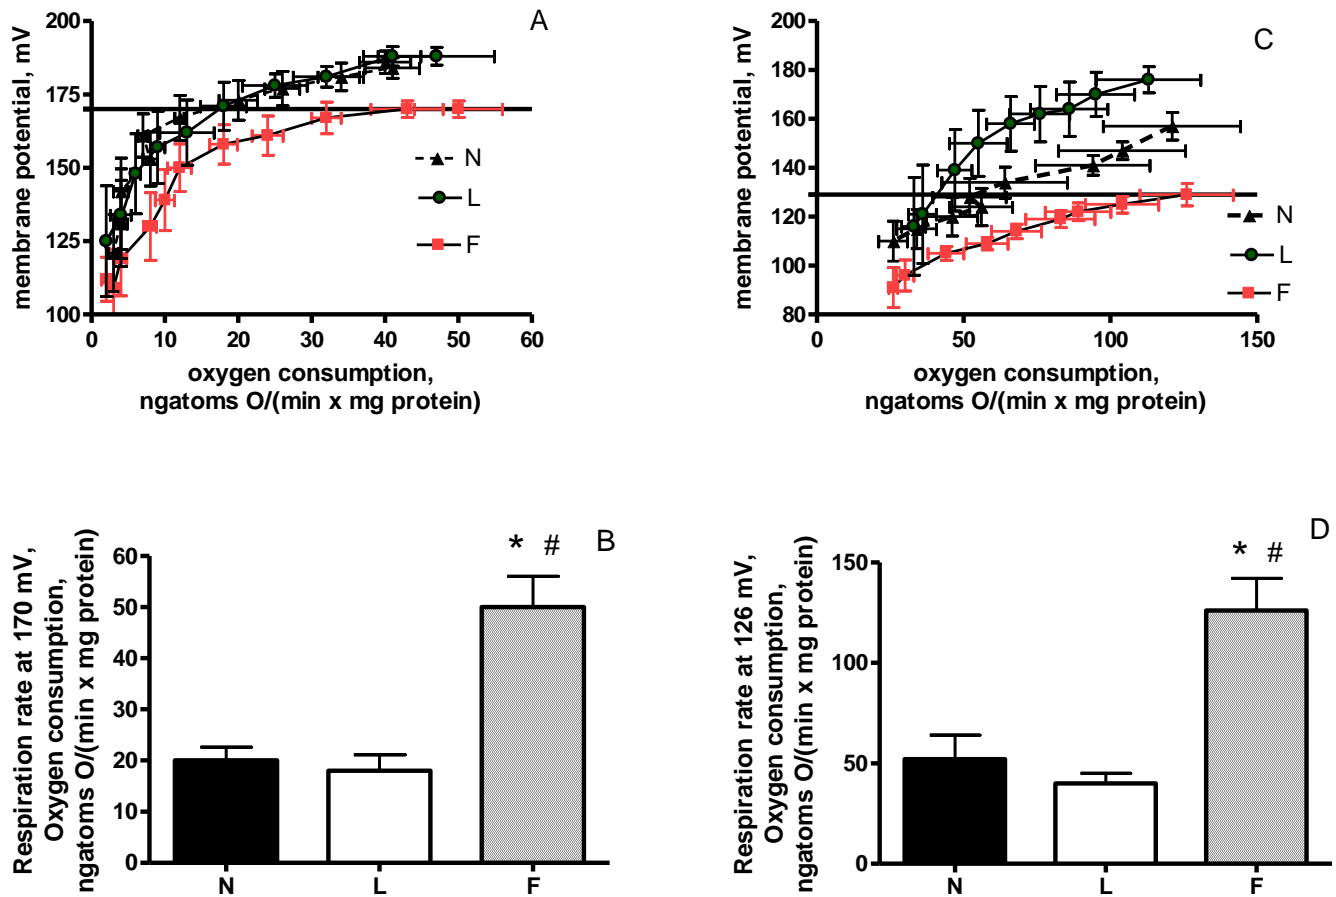 A
membrane potential, mV
200
175
150
125
100
0
10
20
30
40
50
60
N
L
F
oxygen consumption,
ngatoms O/(min x mg protein)
C
membrane potential, mV
200
180
160
140
120
100
80
0
50
100
150
N
L
F
oxygen consumption,
ngatoms O/(min x mg protein)
B
Respiration rate at 170 mV,
Oxygen consumption,
ngatoms O/(min x mg protein)
60
50
40
30
20
10
0
* #
N
L
F
D
Respiration rate at 126 mV,
Oxygen consumption,
ngatoms O/(min x mg protein)
150
100
50
0
* #
N
L
F